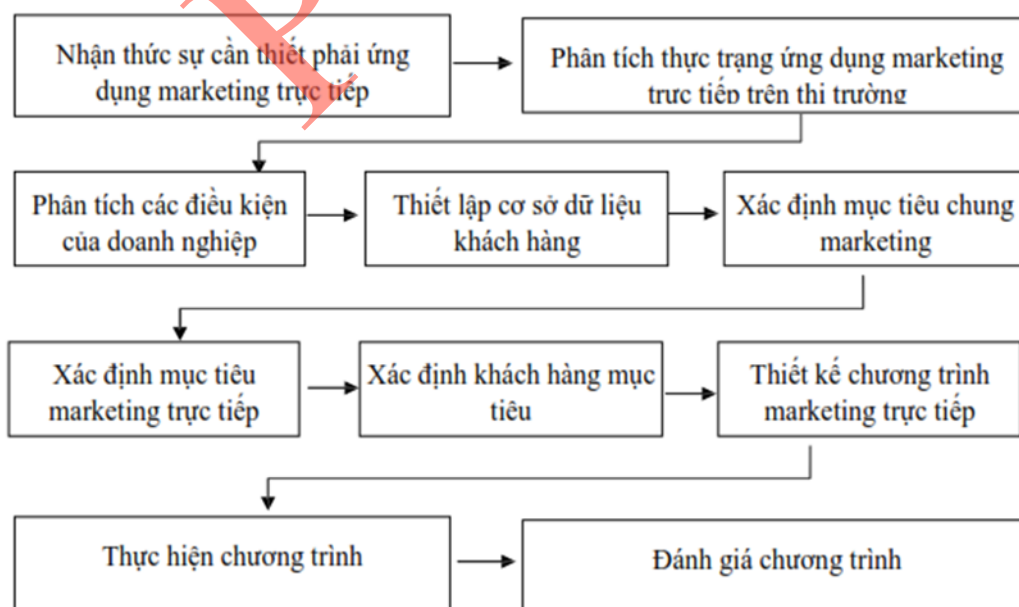 Nhận thức sự cần thiết phải ứng
dụng marketing trực tiếp
Phân tích thực trạng ứng dụng marketing
trực tiếp trên thị trường
Phân tích các điều kiện
của doanh nghiệp
Thiết lập cơ sở dữ liệu
khách hàng
Xác định mục tiêu chung
marketing
Xác định mục tiêu
marketing trực tiếp
Xác định khách hàng mục
tiêu
Thiết kế chương trình
marketing trực tiếp
Thực hiện chương trình
Đánh giá chương trình